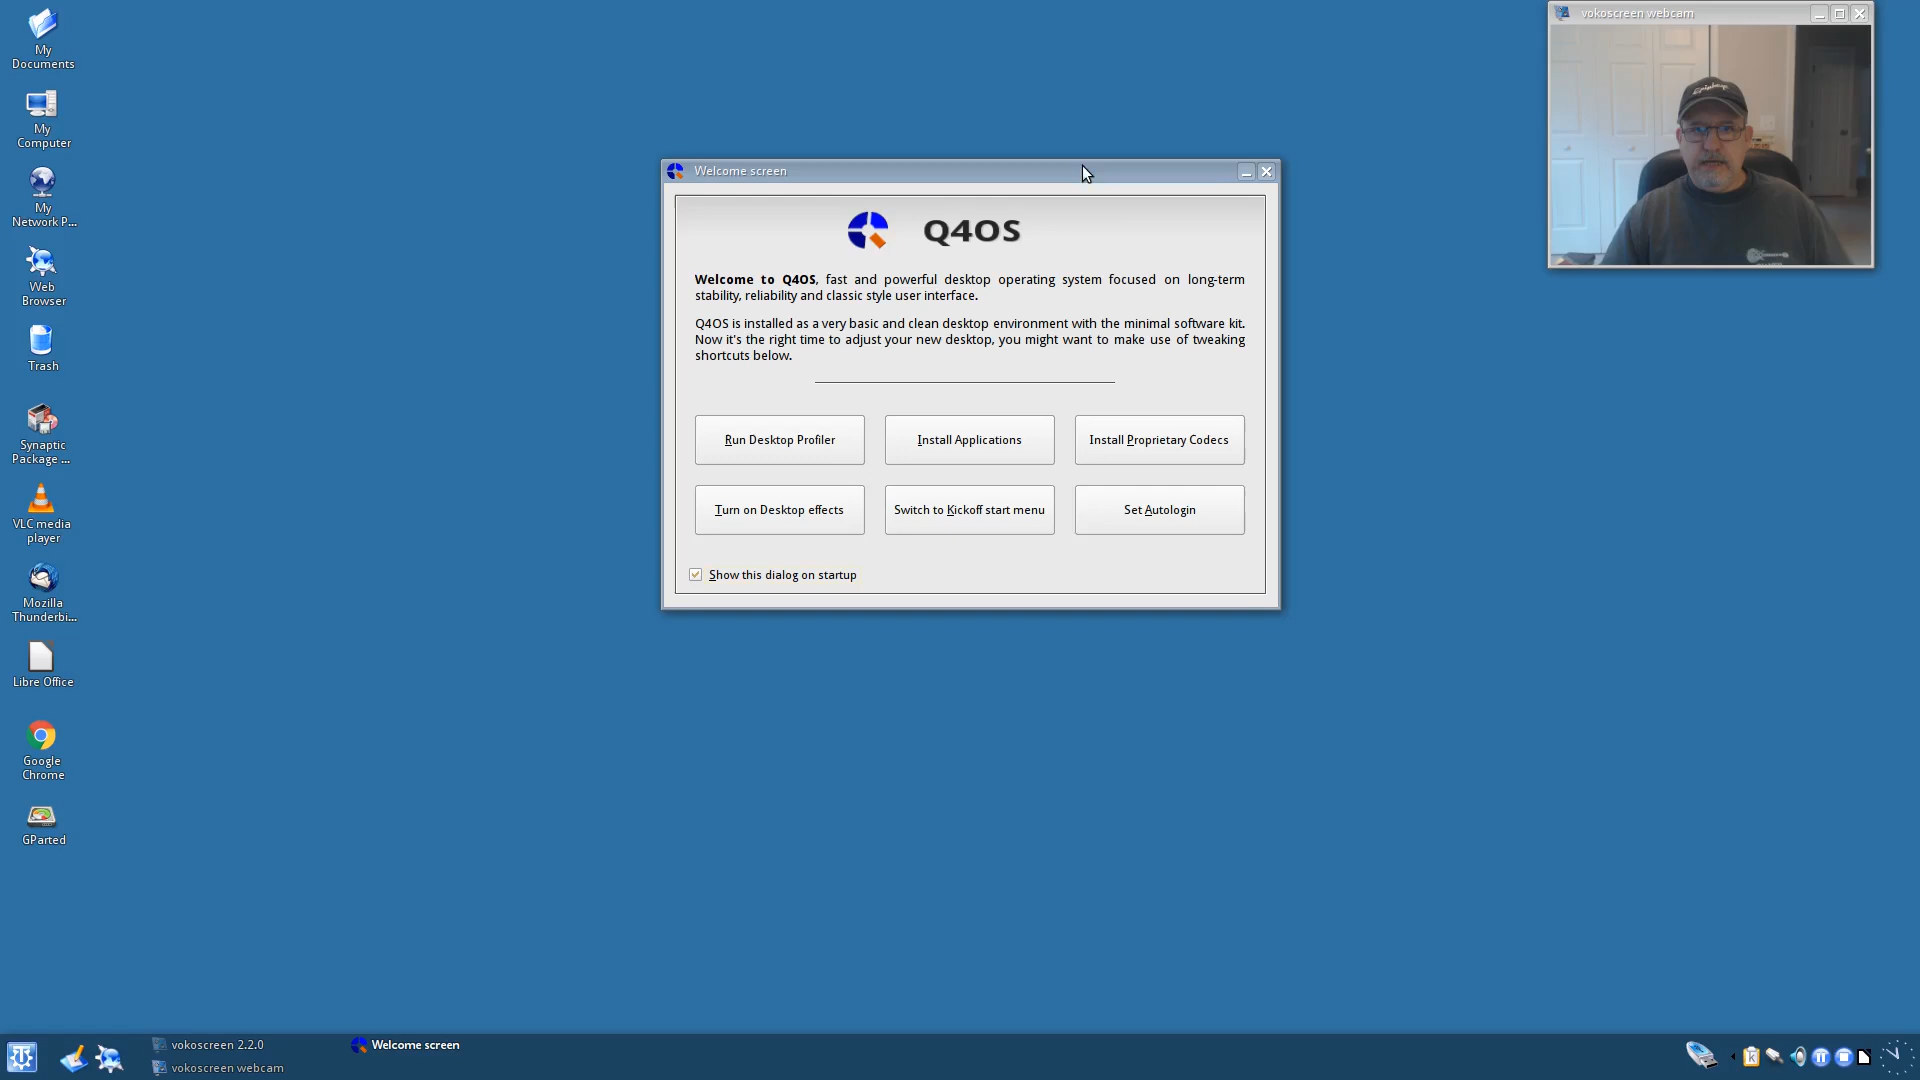 My
Documents
My
Computer
My
Network P...
Web
Browser
Trash
Synaptic
Package ...
VLC media
player
Mozilla
Thunderbi...
Libre Office
Google
Chrome
GParted
Welcome screen
Q4OS
Welcome to Q4OS, fast and powerful desktop operating system focused on long-term
stability, reliability and classic style user interface.
Q4OS is installed as a very basic and clean desktop environment with the minimal software kit.
Now it's the right time to adjust your new desktop, you might want to make use of tweaking
shortcuts below.
Run Desktop Profiler
Install Applications
Install Proprietary Codecs
Turn on Desktop effects
Switch to Kickoff start menu
Set Autologin
Show this dialog on startup
vokoscreen webcam
Epiphone
vokoscreen 2.2.0
vokoscreen webcam
Welcome screen